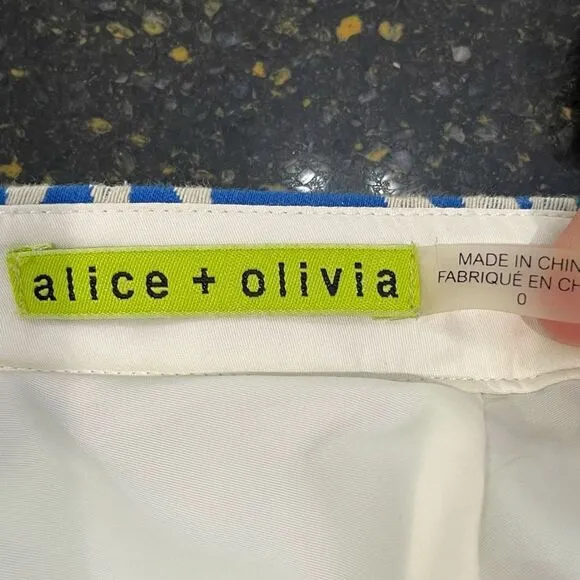 alice + olivia
MADE IN CHIN
FABRIQUÉ EN CH
0